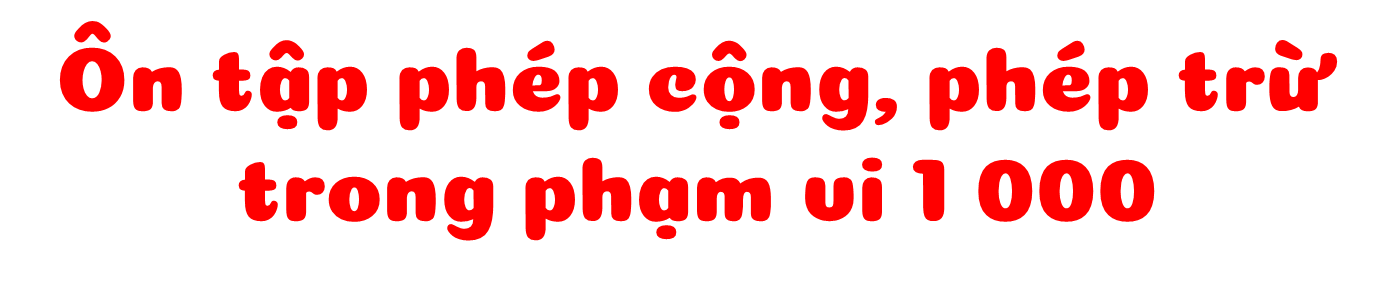 Ôn tập phép cộng, phép trừ
trong phạm vi 1 000